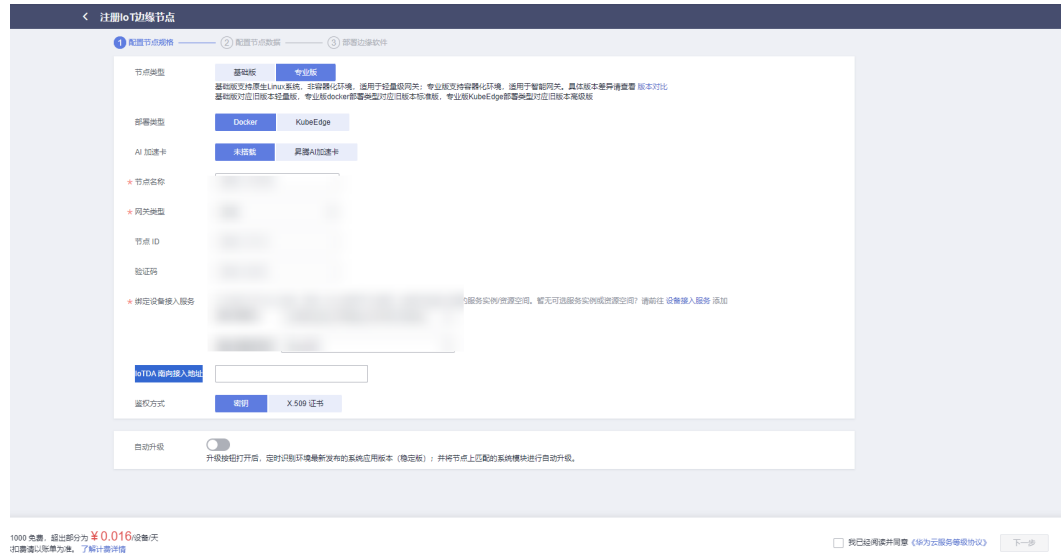 注册IoT边缘节点
1 配置节点规格 2 配置节点数据 3 部署边缘软件
节点类型 基础版 专业版
基础版支持原生Linux系统，非容器化环境，适用于轻量级网关；专业版支持容器化环境，适用于智能网关。具体版本差异请查看 版本对比
基础版对应旧版本轻量版，专业版docker部署类型对应旧版本标准版，专业版KubeEdge部署类型对应旧版本高级版
部署类型 Docker KubeEdge
AI 加速卡 未搭载 昇腾AI加速卡
* 节点名称
* 网关类型
节点 ID
验证码
* 绑定设备接入服务 服务实例/资源空间。暂无可选服务实例或资源空间？请前往 设备接入服务 添加
IoTDA 南向接入地址
鉴权方式 密钥 X.509 证书
自动升级
升级按钮打开后，定时识别环境最新发布的系统应用版本（稳定版）；并将节点上匹配的系统模块进行自动升级。
1000 免费，超出部分为 ¥0.016/设备/天
扣费请以账单为准。 了解计费详情
我已经阅读并同意《华为云服务等级协议》 下一步